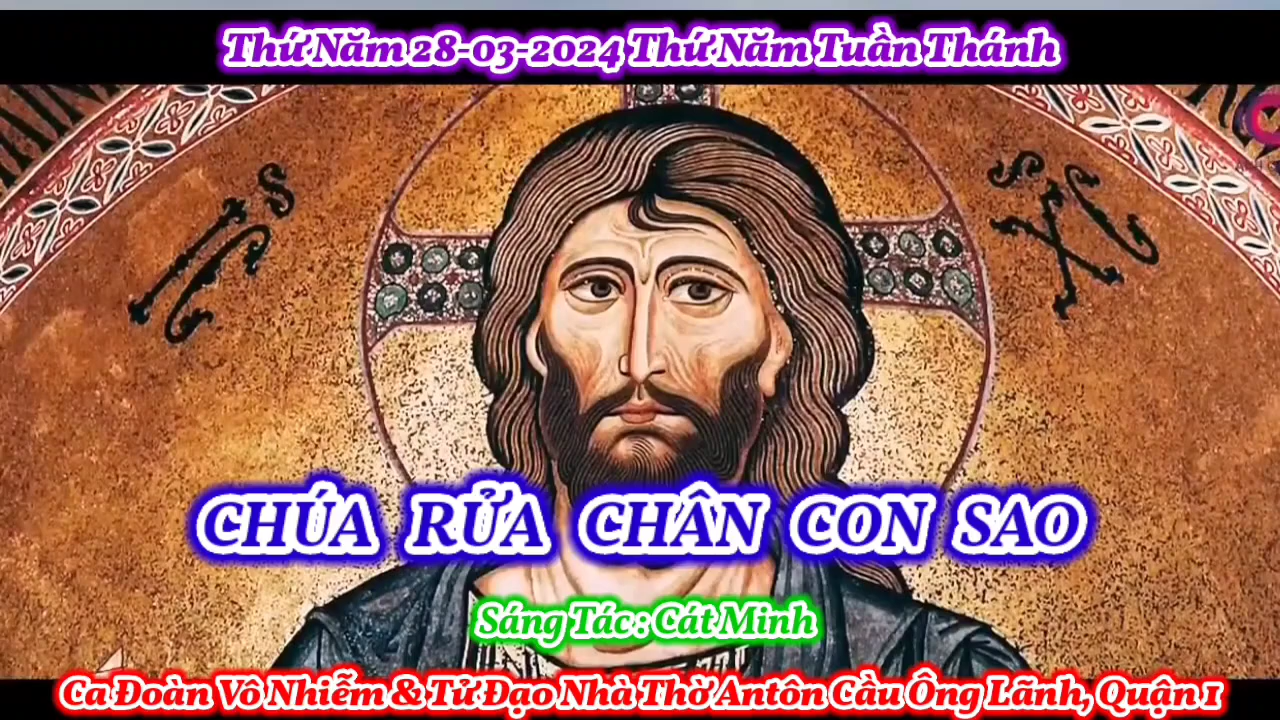 Thứ Năm 28-03-2024 Thứ Năm Tuần Thánh
CHÚA RỬA CHÂN CON SAO
Sáng Tác : Cát Minh
Ca Đoàn Vô Nhiễm & Tử Đạo Nhà Thờ Antôn Cầu Ông Lãnh, Quận 1